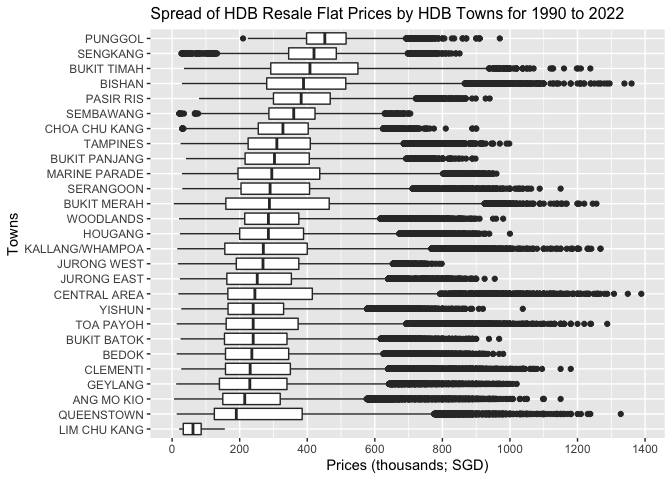 Spread of HDB Resale Flat Prices by HDB Towns for 1990 to 2022
PUNGGOL
SENGKANG
BUKIT TIMAH
BISHAN
PASIR RIS
SEMBAWANG
CHOA CHU KANG
TAMPINES
BUKIT PANJANG
MARINE PARADE
SERANGOON
BUKIT MERAH
WOODLANDS
HOUGANG
KALLANG/WHAMPOA
JURONG WEST
JURONG EAST
CENTRAL AREA
YISHUN
TOA PAYOH
BUKIT BATOK
BEDOK
CLEMENTI
GEYLANG
ANG MO KIO
QUEENSTOWN
LIM CHU KANG
Towns
0 200 400 600 800 1000 1200 1400
Prices (thousands; SGD)